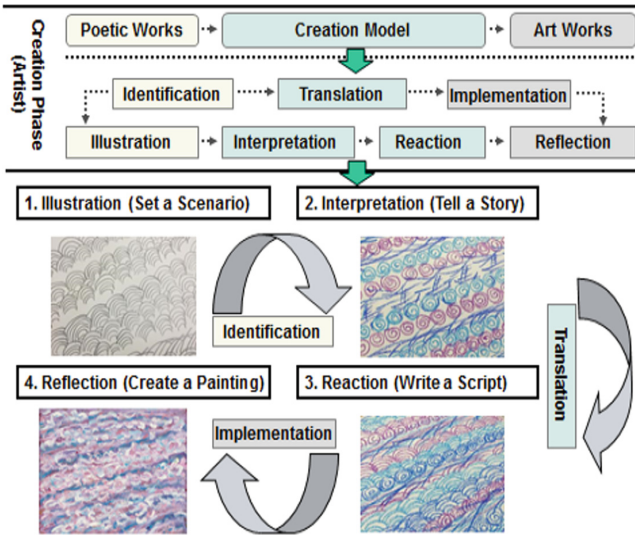 Creation Phase
(Artist)
Poetic Works
Creation Model
Art Works
Identification
Translation
Implementation
Illustration
Interpretation
Reaction
Reflection
1. Illustration (Set a Scenario)
2. Interpretation (Tell a Story)
Identification
Translation
4. Reflection (Create a Painting)
3. Reaction (Write a Script)
Implementation